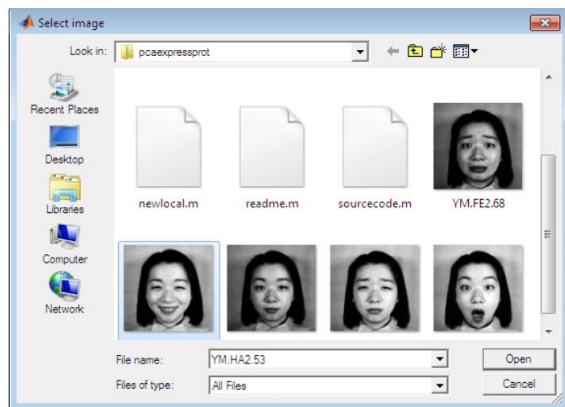 Select image
Look in: pcaexpressprot
Recent Places
Desktop
Libraries
Computer
Network
newlocal.m readme.m sourcecode.m YM.FE2.68
File name: YM.HA2.53 Open
Files of type: All Files Cancel